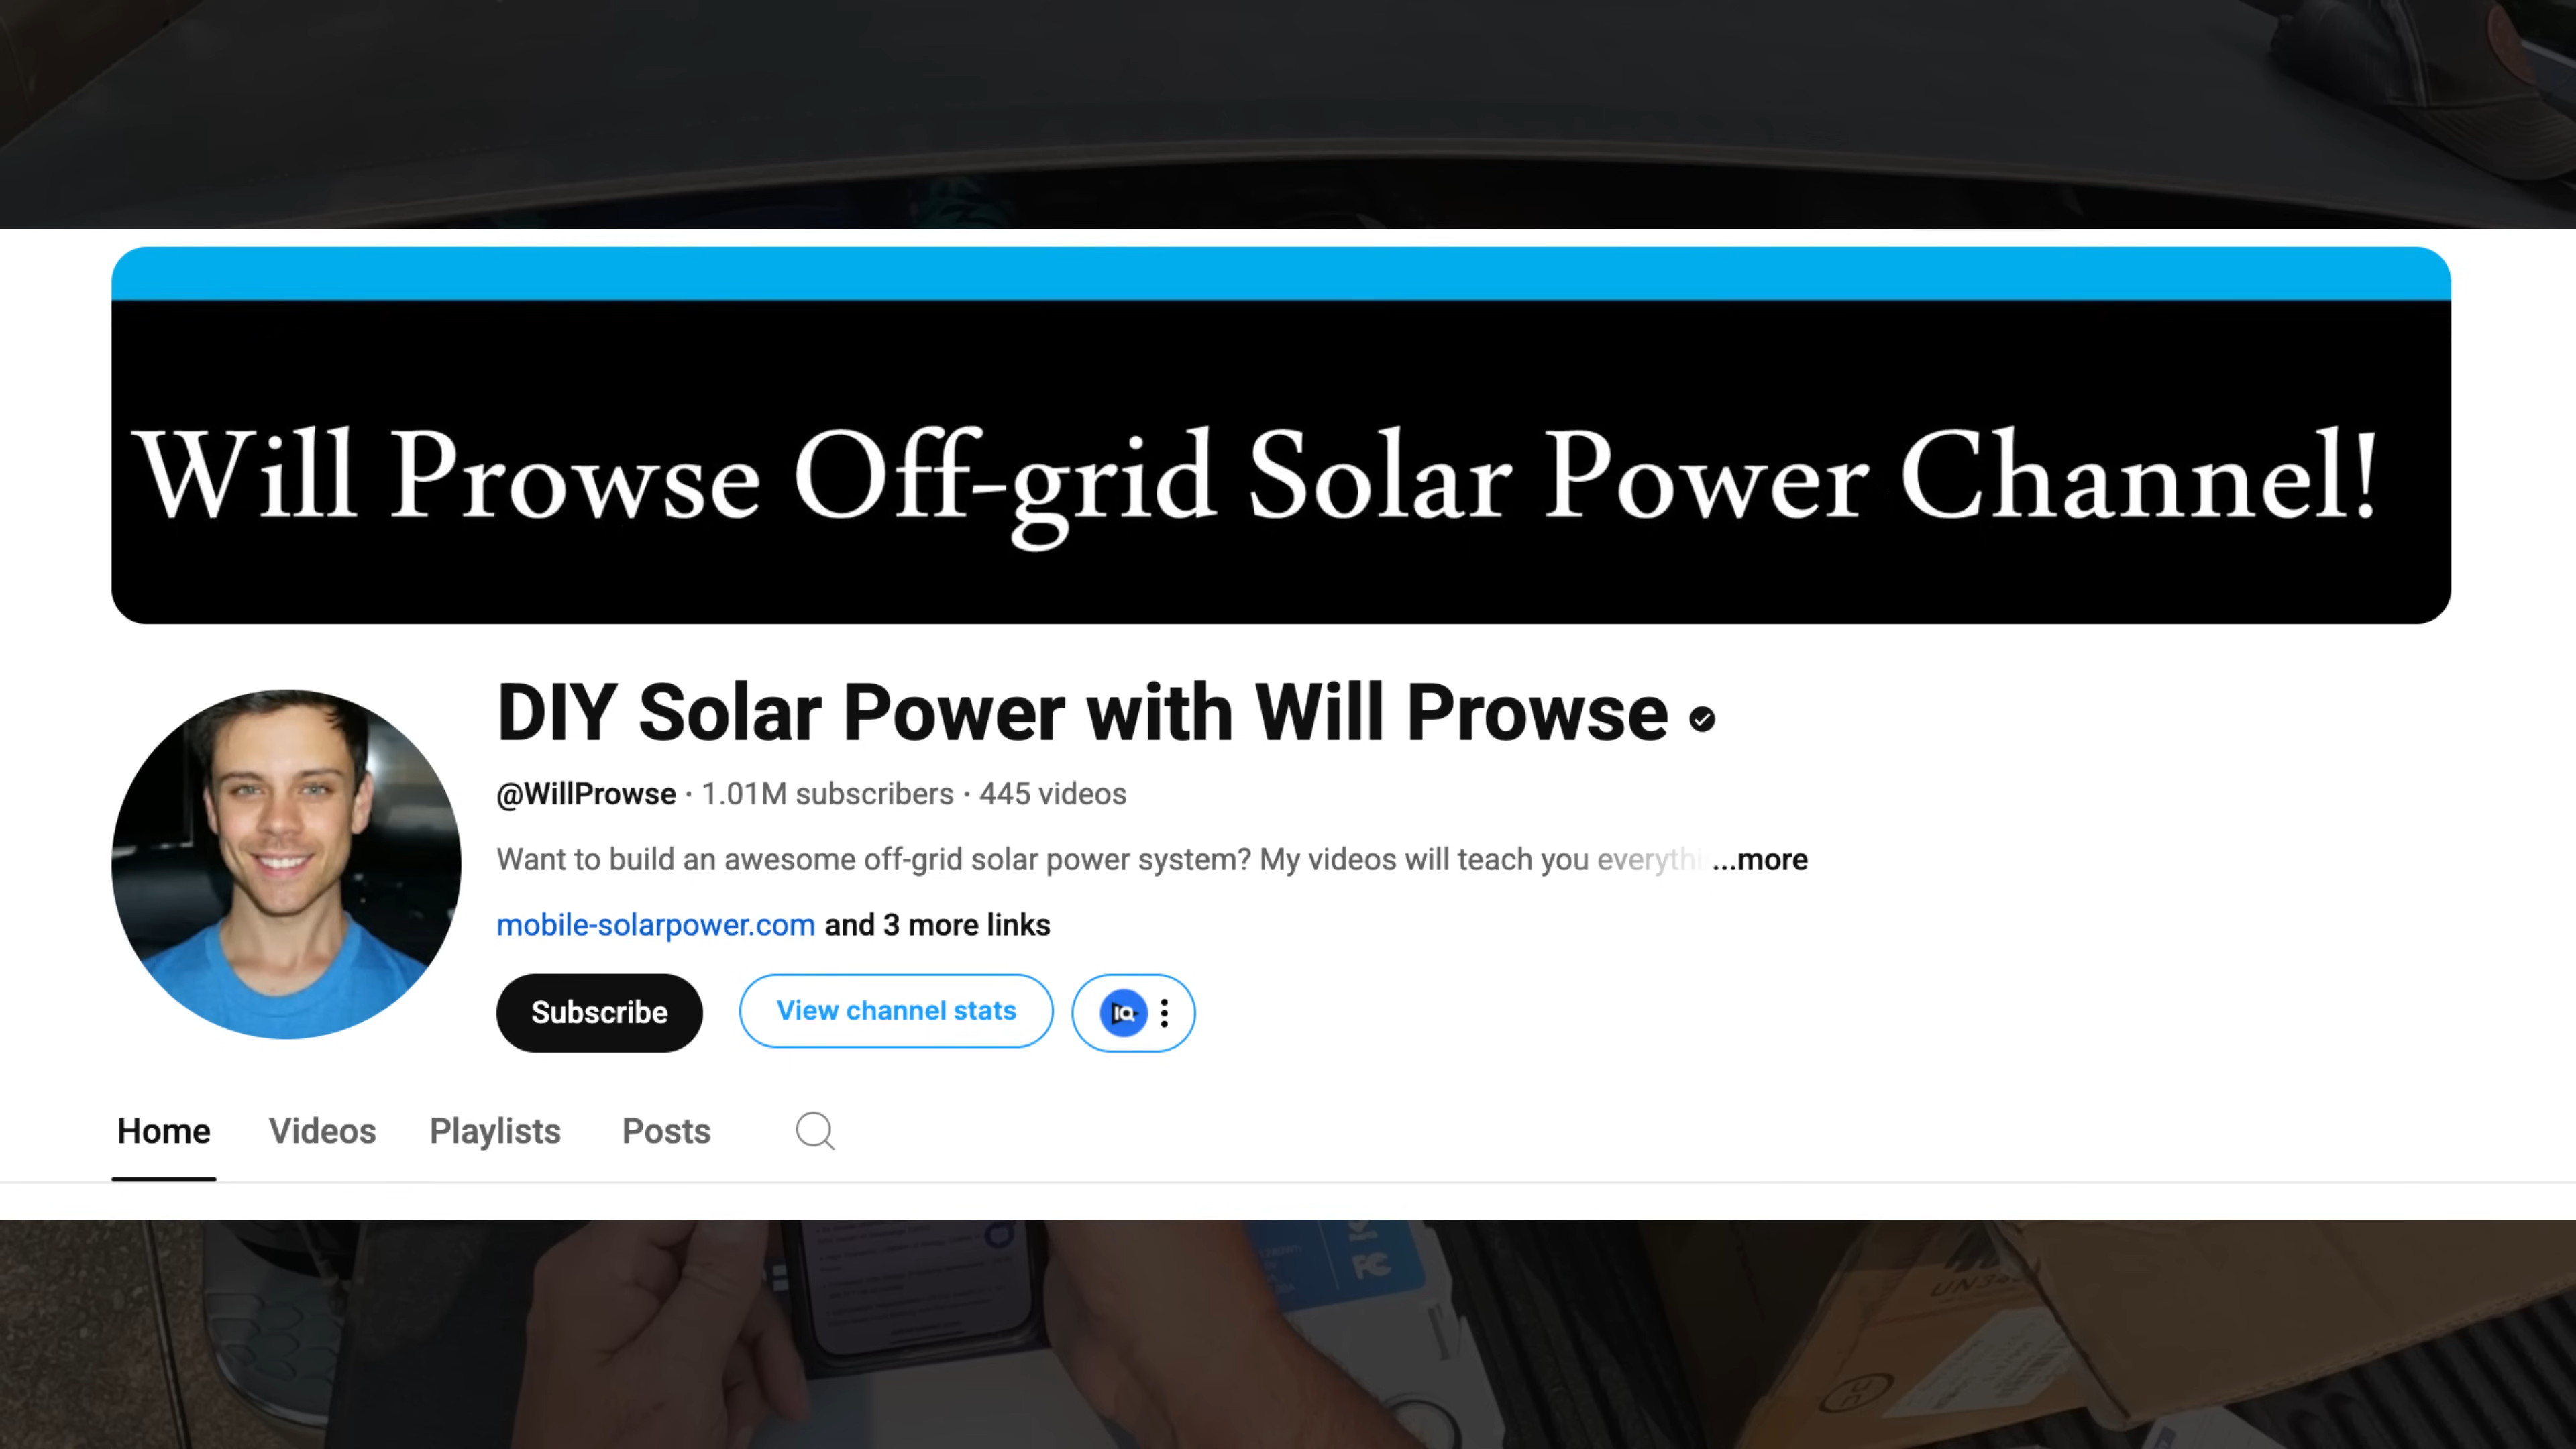 Will Prowse Off-grid Solar Power Channel!
DIY Solar Power with Will Prowse
@WillProwse · 1.01M subscribers · 445 videos
Want to build an awesome off-grid solar power system? My videos will teach you everythi ...more
mobile-solarpower.com and 3 more links
Subscribe
View channel stats
IQ
Home
Videos
Playlists
Posts
FC